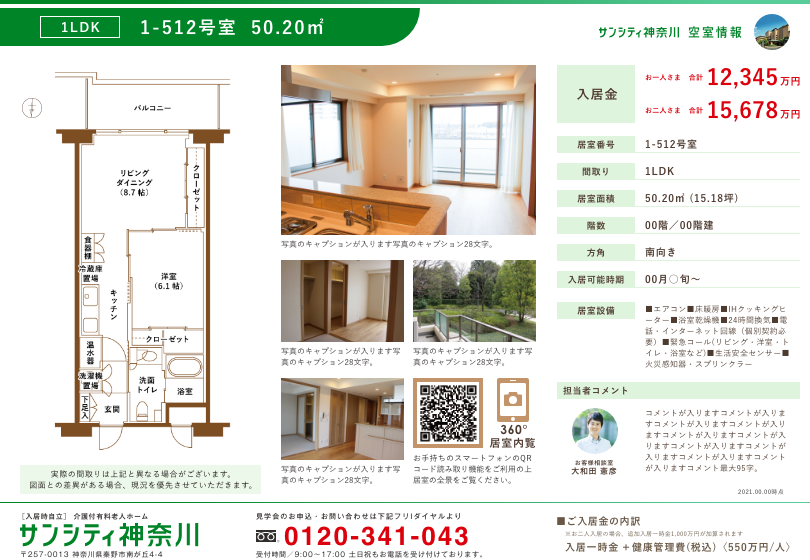 1LDK
1-512号室 50.20㎡
サンシティ神奈川 空室情報
バルコニー
リビング
ダイニング
(8.7 帖)
クローゼット
食器棚
冷蔵庫
置場
キッチン
洋室
(6.1 帖)
クローゼット
温水器
洗濯機
置場
洗面
トイレ
浴室
下足入
玄関
実際の間取りは上記と異なる場合がございます。
図面との差異がある場合、現況を優先させていただきます。
写真のキャプションが入ります写真のキャプション28文字。
写真のキャプションが入ります写
真のキャプション28文字。
写真のキャプションが入ります写
真のキャプション28文字。
写真のキャプションが入ります写
真のキャプション28文字。
360°
居室内覧
お手持ちのスマートフォンのQR
コード読み取り機能をご利用の上
居室の全景をご覧ください。
入居金
お一人さま 合計 12,345万円
お二人さま 合計 15,678万円
居室番号 1-512号室
間取り 1LDK
居室面積 50.20㎡ (15.18坪)
階数 00階／00階建
方角 南向き
入居可能時期 00月○旬〜
居室設備
■エアコン■床暖房■IHクッキングヒ
ーター■浴室乾燥機■24時間換気■電
話・インターネット回線（個別契約必
要）■緊急コール(リビング・洋室・ト
イレ・浴室など)■生活安全センサー■
火災感知器・スプリンクラー
担当者コメント
コメントが入りますコメントが入りま
すコメントが入りますコメントが入り
ますコメントが入りますコメントが入
りますコメントが入りますコメントが
入りますコメントが入りますコメント
が入りますコメント最大95字。
お客様相談室
大和田 憲彦
2021.00.00時点
［入居時自立］ 介護付有料老人ホーム
サンシティ神奈川
〒257-0013 神奈川県秦野市南が丘4-4
見学会のお申込・お問い合わせは下記フリIダイヤルより
0120-341-043
受付時間／9:00〜17:00 土日祝もお電話を受け付けております。
■ご入居金の内訳
※お二人入居の場合、追加入居一時金1,000万円が加算されます
入居一時金 ＋健康管理費(税込)〈550万円/人〉